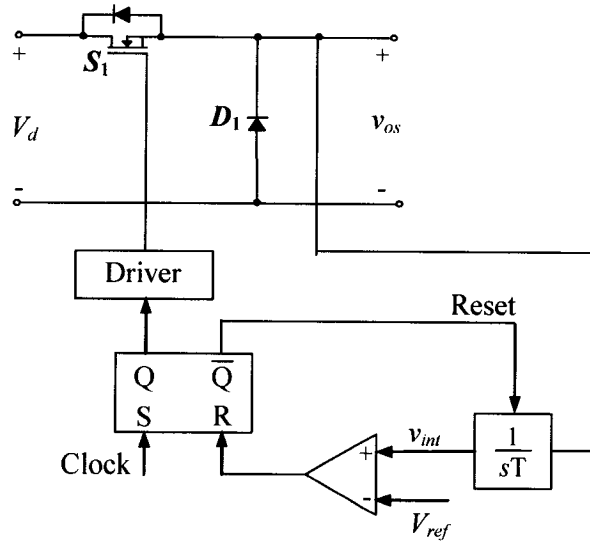 +
S1
+
Vd
D1
vos
-
-
Driver
Reset
Q Q̅
S R
Clock
+
vint
1
sT
-
Vref